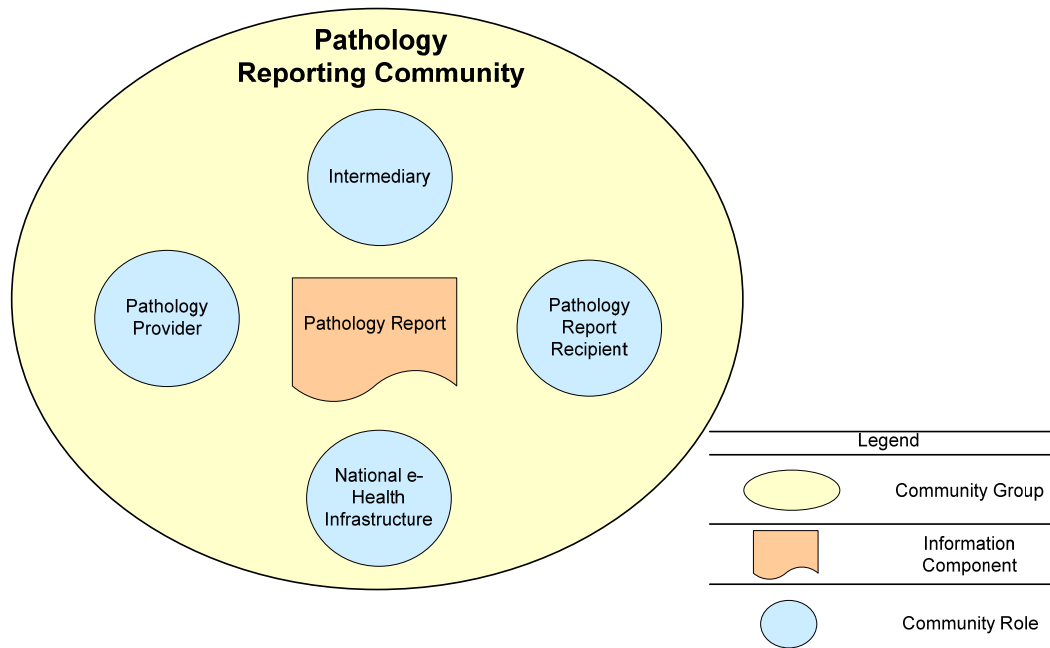 Pathology
Reporting Community
Intermediary
Pathology
Provider
Pathology Report
Pathology
Report
Recipient
National e-
Health
Infrastructure
Legend
Community Group
Information
Component
Community Role